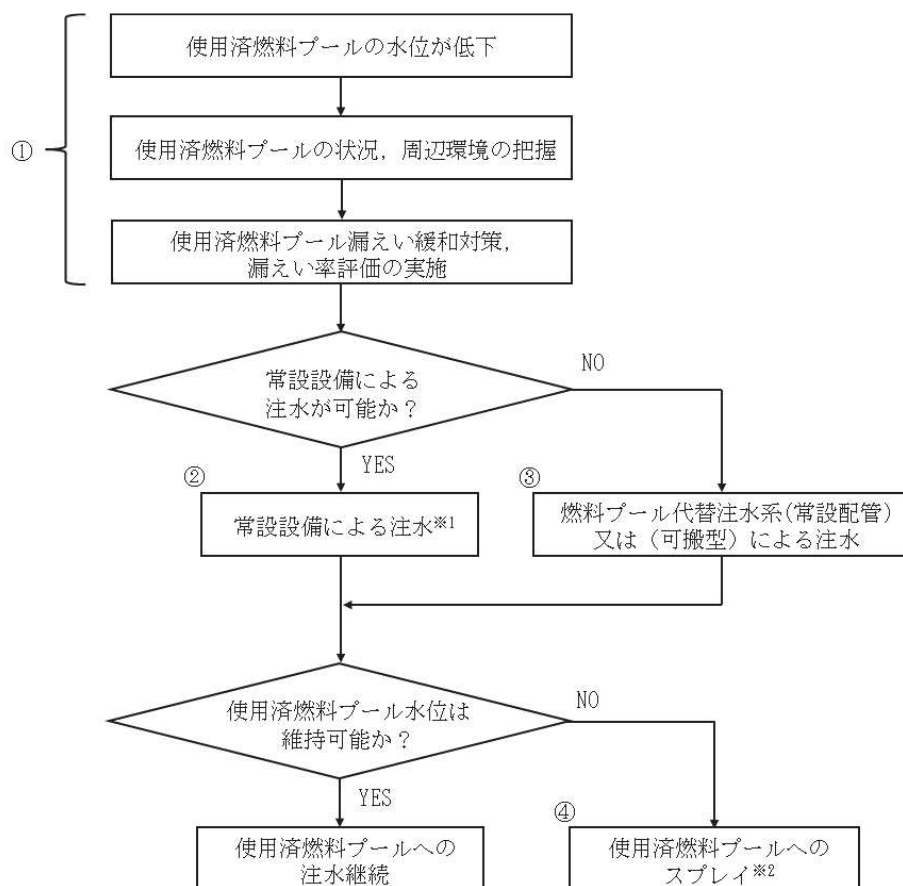 使用済燃料プールの水位が低下
①
使用済燃料プールの状況，周辺環境の把握
使用済燃料プール漏えい緩和対策，
漏えい率評価の実施
常設設備による
注水が可能か？
NO
YES
②
常設設備による注水※1
③
燃料プール代替注水系(常設配管)
又は（可搬型）による注水
使用済燃料プール水位は
維持可能か？
NO
YES
使用済燃料プールへの
注水継続
④
使用済燃料プールへの
スプレイ※2